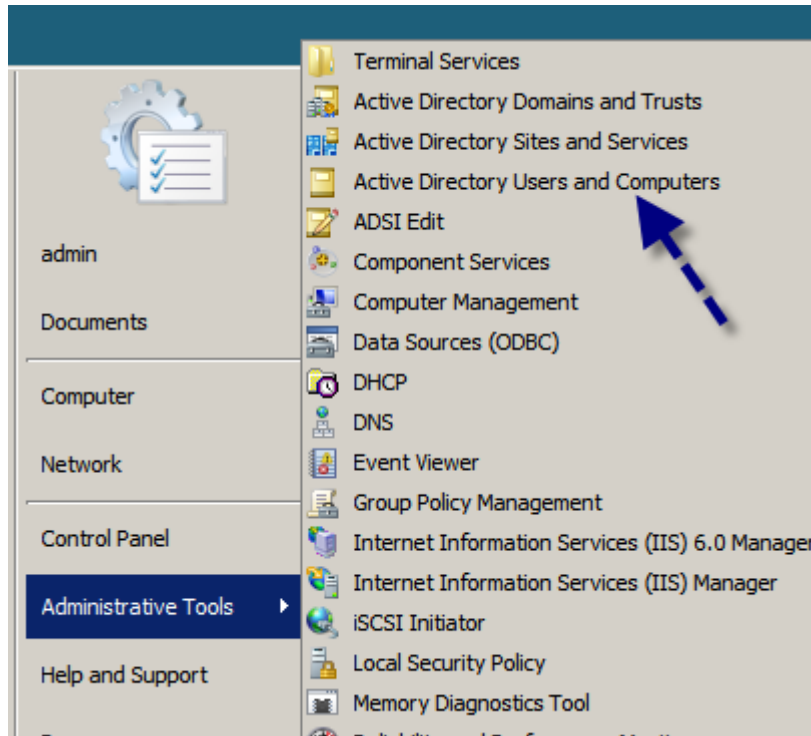 admin
Documents
Computer
Network
Control Panel
Administrative Tools
Help and Support
Terminal Services
Active Directory Domains and Trusts
Active Directory Sites and Services
Active Directory Users and Computers
ADSI Edit
Component Services
Computer Management
Data Sources (ODBC)
DHCP
DNS
Event Viewer
Group Policy Management
Internet Information Services (IIS) 6.0 Manager
Internet Information Services (IIS) Manager
iSCSI Initiator
Local Security Policy
Memory Diagnostics Tool